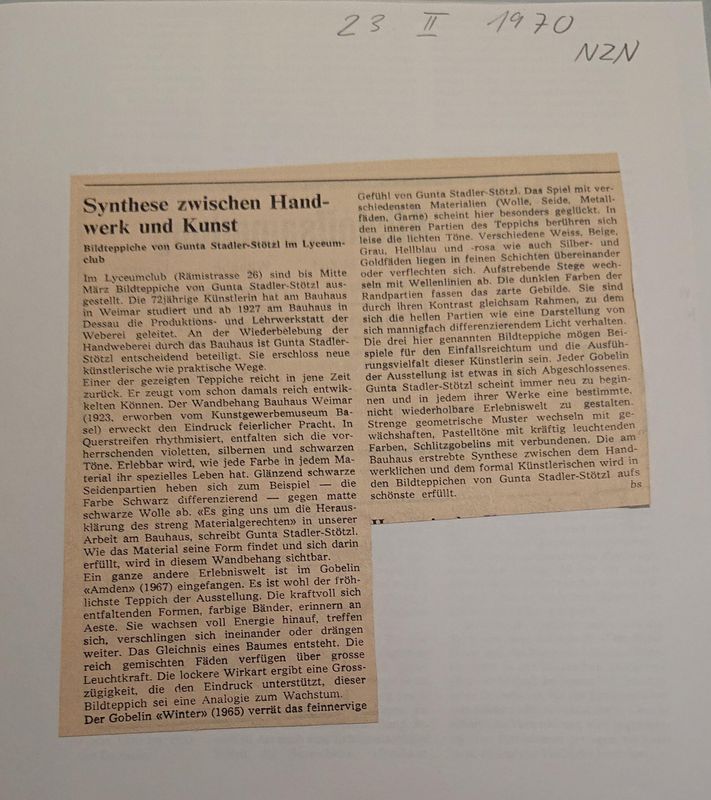 23 II 1970
NZN
Synthese zwischen Hand-
werk und Kunst
Bildteppiche von Gunta Stadler-Stötzl im Lyceum-
club
Im Lyceumclub (Rämistrasse 26) sind bis Mitte
März Bildteppiche von Gunta Stadler-Stötzl aus-
gestellt. Die 72jährige Künstlerin hat am Bauhaus
in Weimar studiert und ab 1927 am Bauhaus in
Dessau die Produktions- und Lehrwerkstatt der
Weberei geleitet. An der Wiederbelebung der
Handweberei durch das Bauhaus ist Gunta Stadler-
Stötzl entscheidend beteiligt. Sie erschloss neue
künstlerische wie praktische Wege.
Einer der gezeigten Teppiche reicht in jene Zeit
zurück. Er zeugt vom schon damals reich entwik-
kelten Können. Der Wandbehang Bauhaus Weimar
(1923, erworben vom Kunstgewerbemuseum Ba-
sel) erweckt den Eindruck feierlicher Pracht. In
Querstreifen rhythmisiert, entfalten sich die vor-
herrschenden violetten, silbernen und schwarzen
Töne. Erlebbar wird, wie jede Farbe in jedem Ma-
terial ihr spezielles Leben hat. Glänzend schwarze
Seidenpartien heben sich zum Beispiel — die
Farbe Schwarz differenzierend — gegen matte
schwarze Wolle ab. «Es ging uns um die Heraus-
klärung des streng Materialgerechten» in unserer
Arbeit am Bauhaus, schreibt Gunta Stadler-Stötzl.
Wie das Material seine Form findet und sich darin
erfüllt, wird in diesem Wandbehang sichtbar.
Ein ganze andere Erlebniswelt ist im Gobelin
«Amden» (1967) eingefangen. Es ist wohl der fröh-
lichste Teppich der Ausstellung. Die kraftvoll sich
entfaltenden Formen, farbige Bänder, erinnern an
Aeste. Sie wachsen voll Energie hinauf, treffen
sich, verschlingen sich ineinander oder drängen
weiter. Das Gleichnis eines Baumes entsteht. Die
reich gemischten Fäden verfügen über grosse
Leuchtkraft. Die lockere Wirkart ergibt eine Gross-
zügigkeit, die den Eindruck unterstützt, dieser
Bildteppich sei eine Analogie zum Wachstum.
Der Gobelin «Winter» (1965) verrät das feinnervige
Gefühl von Gunta Stadler-Stötzl. Das Spiel mit ver-
schiedensten Materialien (Wolle, Seide, Metall-
fäden, Garne) scheint hier besonders geglückt. In
den inneren Partien des Teppichs berühren sich
leise die lichten Töne. Verschiedene Weiss, Beige,
Grau, Hellblau und -rosa wie auch Silber- und
Goldfäden liegen in feinen Schichten übereinander
oder verflechten sich. Aufstrebende Stege wech-
seln mit Wellenlinien ab. Die dunklen Farben der
Randpartien fassen das zarte Gebilde. Sie sind
durch ihren Kontrast gleichsam Rahmen, zu dem
sich die hellen Partien wie eine Darstellung von
sich mannigfach differenzierendem Licht verhalten.
Die drei hier genannten Bildteppiche mögen Bei-
spiele für den Einfallsreichtum und die Ausfüh-
rungsvielfalt dieser Künstlerin sein. Jeder Gobelin
der Ausstellung ist etwas in sich Abgeschlossenes.
Gunta Stadler-Stötzl scheint immer neu zu begin-
nen und in jedem ihrer Werke eine bestimmte,
nicht wiederholbare Erlebniswelt zu gestalten.
Strenge geometrische Muster wechseln mit ge-
wächshaften, Pastelltöne mit kräftig leuchtenden
Farben, Schlitzgobelins mit verbundenen. Die am
Bauhaus erstrebte Synthese zwischen dem Hand-
werklichen und dem formal Künstlerischen wird in
den Bildteppichen von Gunta Stadler-Stötzl aufs
schönste erfüllt.
bs